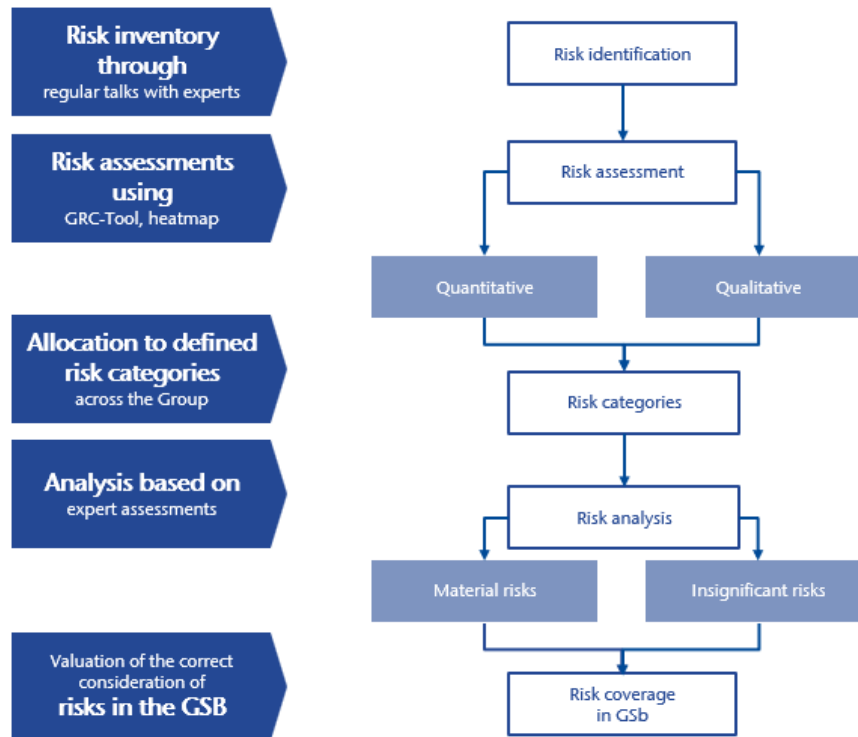 Risk inventory
through
regular talks with experts
Risk identification
Risk assessments
using
GRC-Tool, heatmap
Risk assessment
Quantitative
Qualitative
Allocation to defined
risk categories
across the Group
Risk categories
Analysis based on
expert assessments
Risk analysis
Material risks
Insignificant risks
Valuation of the correct
consideration of
risks in the GSB
Risk coverage
in GSb